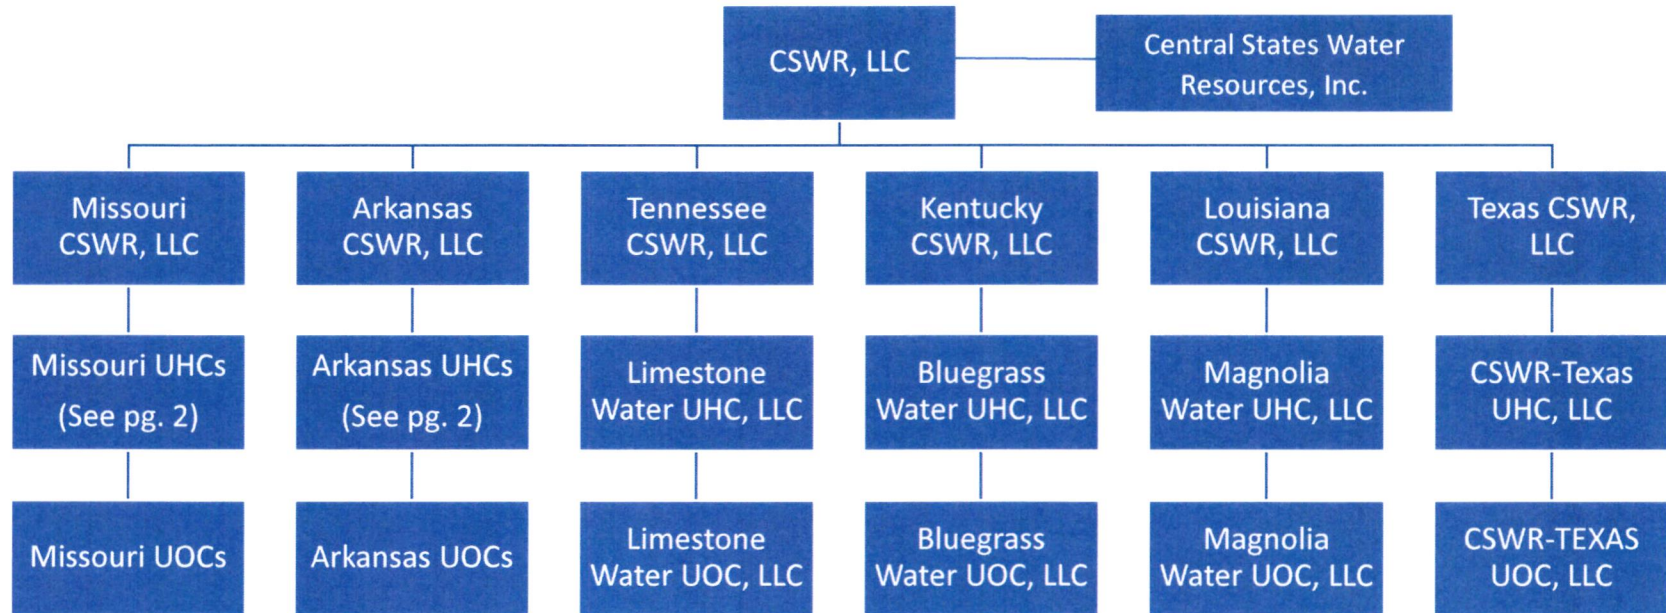 CSWR, LLC
Central States Water
Resources, Inc.
Missouri
CSWR, LLC
Arkansas
CSWR, LLC
Tennessee
CSWR, LLC
Kentucky
CSWR, LLC
Louisiana
CSWR, LLC
Texas CSWR,
LLC
Missouri UHCs
(See pg. 2)
Arkansas UHCs
(See pg. 2)
Limestone
Water UHC, LLC
Bluegrass
Water UHC, LLC
Magnolia
Water UHC, LLC
CSWR-Texas
UHC, LLC
Missouri UOCs
Arkansas UOCs
Limestone
Water UOC, LLC
Bluegrass
Water UOC, LLC
Magnolia
Water UOC, LLC
CSWR-TEXAS
UOC, LLC